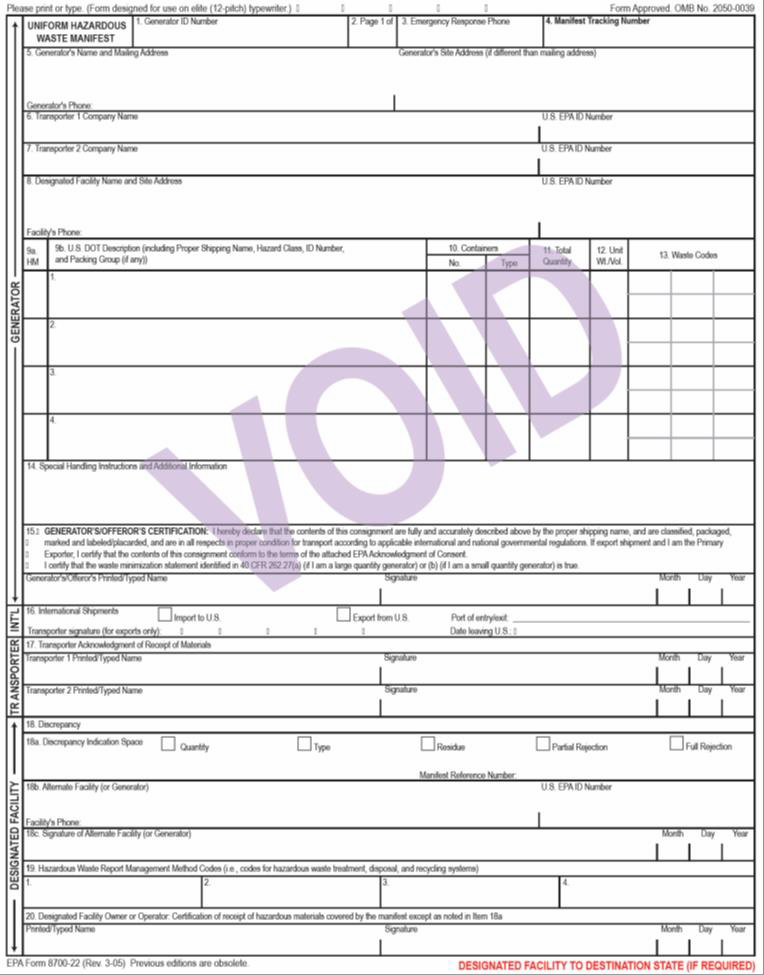 Please print or type. (Form designed for use on elite (12-pitch) typewriter.) Form Approved. OMB No. 2050-0039
UNIFORM HAZARDOUS
WASTE MANIFEST
1. Generator ID Number
2. Page 1 of
3. Emergency Response Phone
4. Manifest Tracking Number
5. Generator's Name and Mailing Address
Generator's Site Address (if different than mailing address)
Generator's Phone:
6. Transporter 1 Company Name
U.S. EPA ID Number
7. Transporter 2 Company Name
U.S. EPA ID Number
8. Designated Facility Name and Site Address
U.S. EPA ID Number
Facility's Phone:
9a.
HM
9b. U.S. DOT Description (including Proper Shipping Name, Hazard Class, ID Number,
and Packing Group (if any))
10. Containers
No.
Type
11. Total
Quantity
12. Unit
Wt./Vol.
13. Waste Codes
GENERATOR
1.
2.
3.
4.
VOID
14. Special Handling Instructions and Additional Information
15. GENERATOR'S/OFFEROR'S CERTIFICATION: I hereby declare that the contents of this consignment are fully and accurately described above by the proper shipping name, and are classified, packaged,
marked and labeled/placarded, and are in all respects in proper condition for transport according to applicable international and national governmental regulations. If export shipment and I am the Primary
Exporter, I certify that the contents of this consignment conform to the terms of the attached EPA Acknowledgment of Consent.
I certify that the waste minimization statement identified in 40 CFR 262.27(a) (if I am a large quantity generator) or (b) (if I am a small quantity generator) is true.
Generator's/Offeror's Printed/Typed Name
Signature
Month Day Year
INT'L
16. International Shipments
Import to U.S.
Export from U.S.
Port of entry/exit:
Transporter signature (for exports only):
Date leaving U.S.:
TRANSPORTER
17. Transporter Acknowledgment of Receipt of Materials
Transporter 1 Printed/Typed Name
Signature
Month Day Year
Transporter 2 Printed/Typed Name
Signature
Month Day Year
DESIGNATED FACILITY
18. Discrepancy
18a. Discrepancy Indication Space
Quantity
Type
Residue
Partial Rejection
Full Rejection
Manifest Reference Number:
18b. Alternate Facility (or Generator)
U.S. EPA ID Number
Facility's Phone:
18c. Signature of Alternate Facility (or Generator)
Month Day Year
19. Hazardous Waste Report Management Method Codes (i.e., codes for hazardous waste treatment, disposal, and recycling systems)
1.
2.
3.
4.
20. Designated Facility Owner or Operator: Certification of receipt of hazardous materials covered by the manifest except as noted in Item 18a
Printed/Typed Name
Signature
Month Day Year
EPA Form 8700-22 (Rev. 3-05) Previous editions are obsolete.
DESIGNATED FACILITY TO DESTINATION STATE (IF REQUIRED)